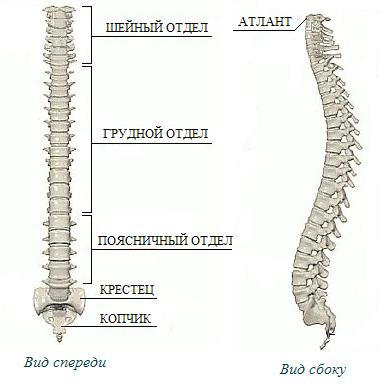 ШЕЙНЫЙ ОТДЕЛ
АТЛАНТ
ГРУДНОЙ ОТДЕЛ
ПОЯСНИЧНЫЙ ОТДЕЛ
КРЕСТЕЦ
КОПЧИК
Вид спереди
Вид сбоку